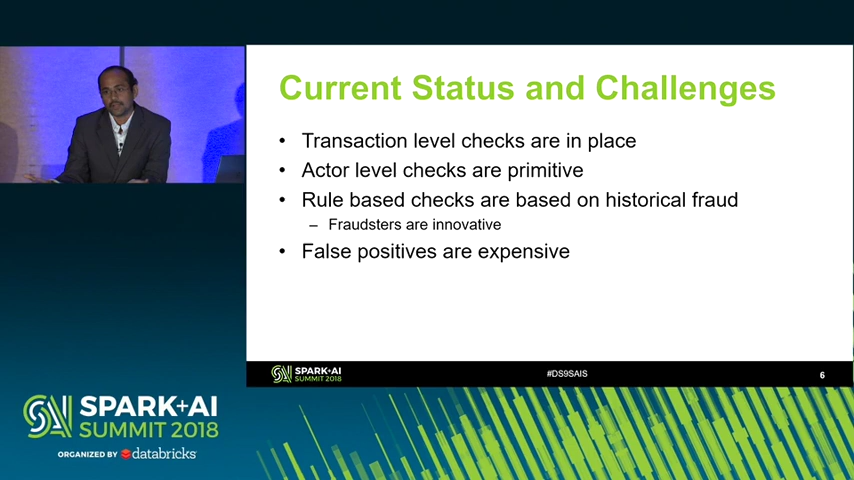 Current Status and Challenges
• Transaction level checks are in place
• Actor level checks are primitive
• Rule based checks are based on historical fraud
– Fraudsters are innovative
• False positives are expensive
SPARK+AI
SUMMIT 2018
#DS9SAIS
6
SPARK+AI
SUMMIT 2018
ORGANIZED BY databricks